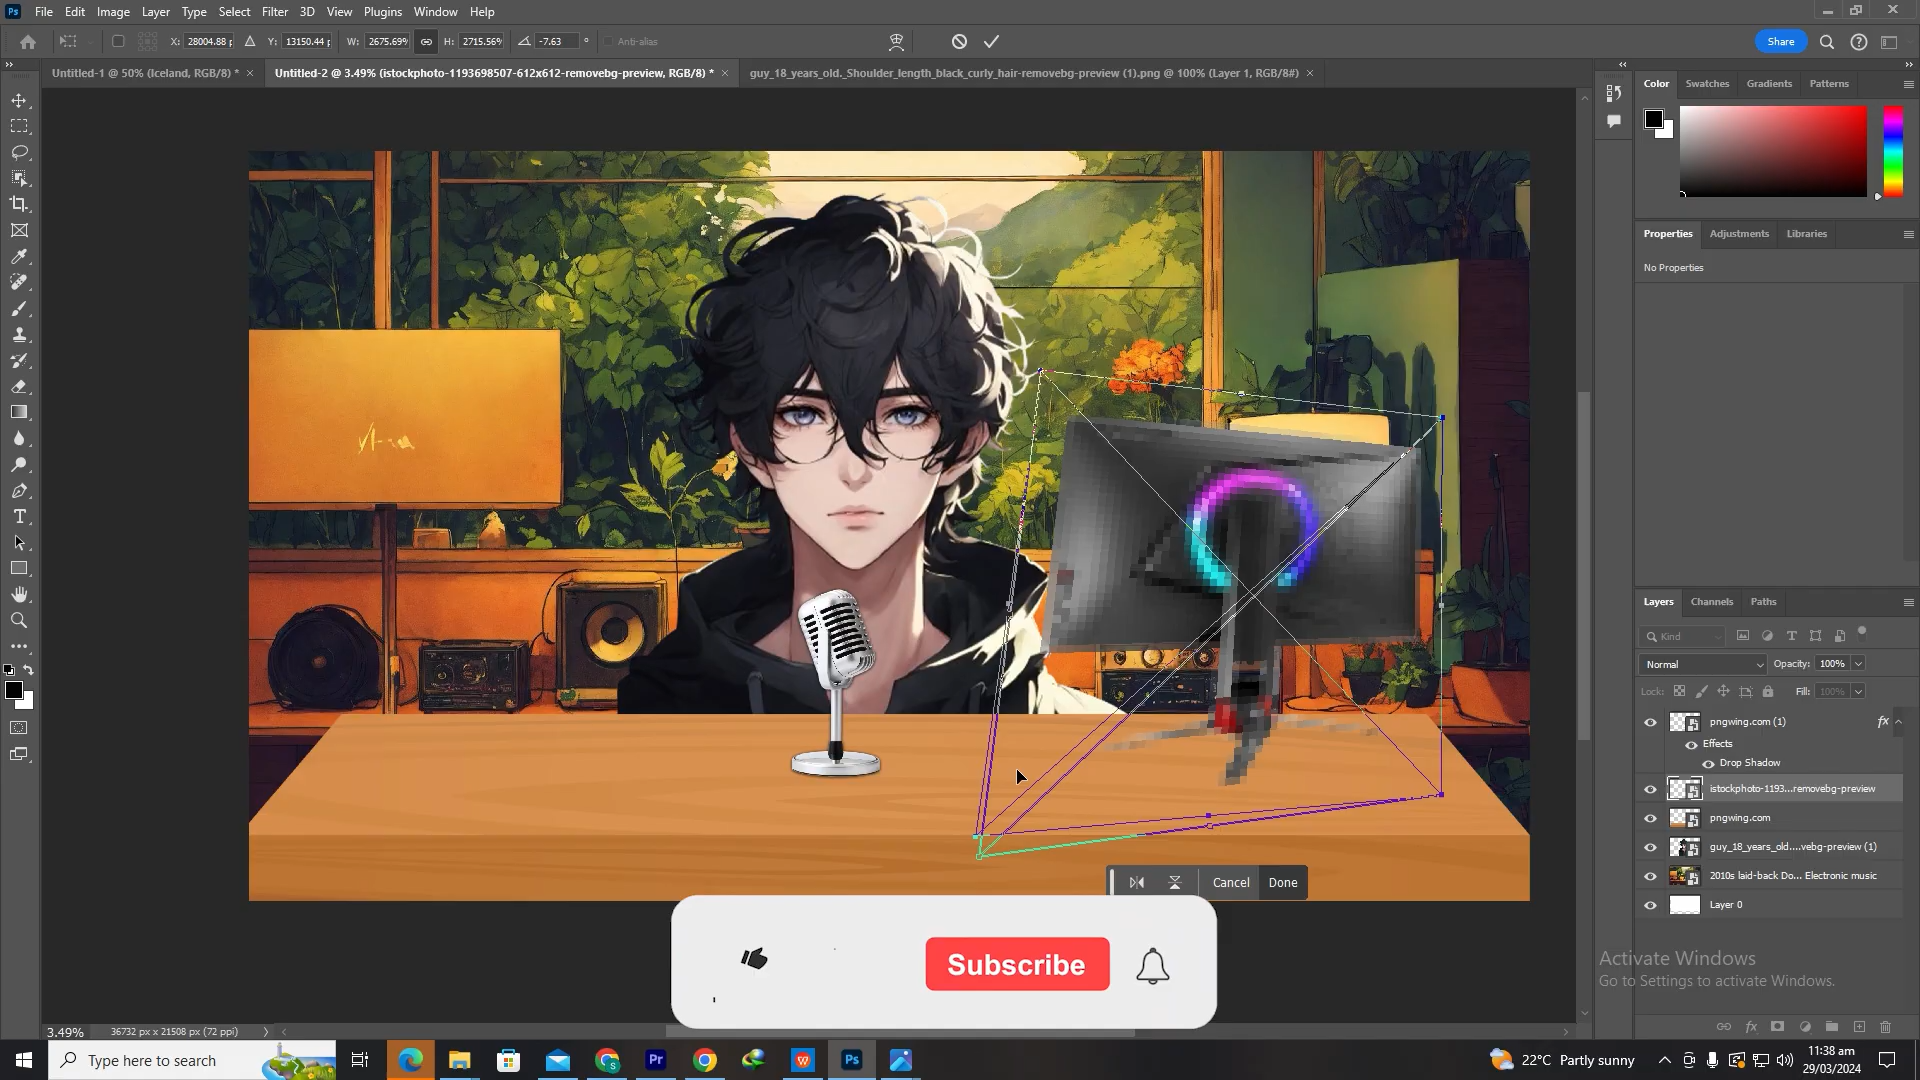 File Edit Image Layer Type Select Filter 3D View Plugins Window Help
X: 28004.88 Y: 13150.44 W: 2675.69% H: 2715.56% -7.63 ° Anti-alias
Share
Untitled-1 @ 50% (Iceland, RGB/8) * × Untitled-2 @ 3.49% (istockphoto-1193698507-612x612-removebg-preview, RGB/8) * × guy_18_years_old._Shoulder_length_black_curly_hair-removebg-preview (1).png @ 100% (Layer 1, RGB/8#) ×
Color Swatches Gradients Patterns
Properties Adjustments Libraries
No Properties
Layers Channels Paths
Kind
Normal Opacity: 100%
Lock: Fill: 100%
pngwing.com (1) fx
Effects
Drop Shadow
istockphoto-1193...removebg-preview
pngwing.com
guy_18_years_old....vebg-preview (1)
2010s laid-back Do... Electronic music
Layer 0
Cancel Done
Subscribe
Activate Windows
Go to Settings to activate Windows.
3.49% 36732 px x 21508 px (72 ppi)
Type here to search
22°C Partly sunny
11:38 am
29/03/2024